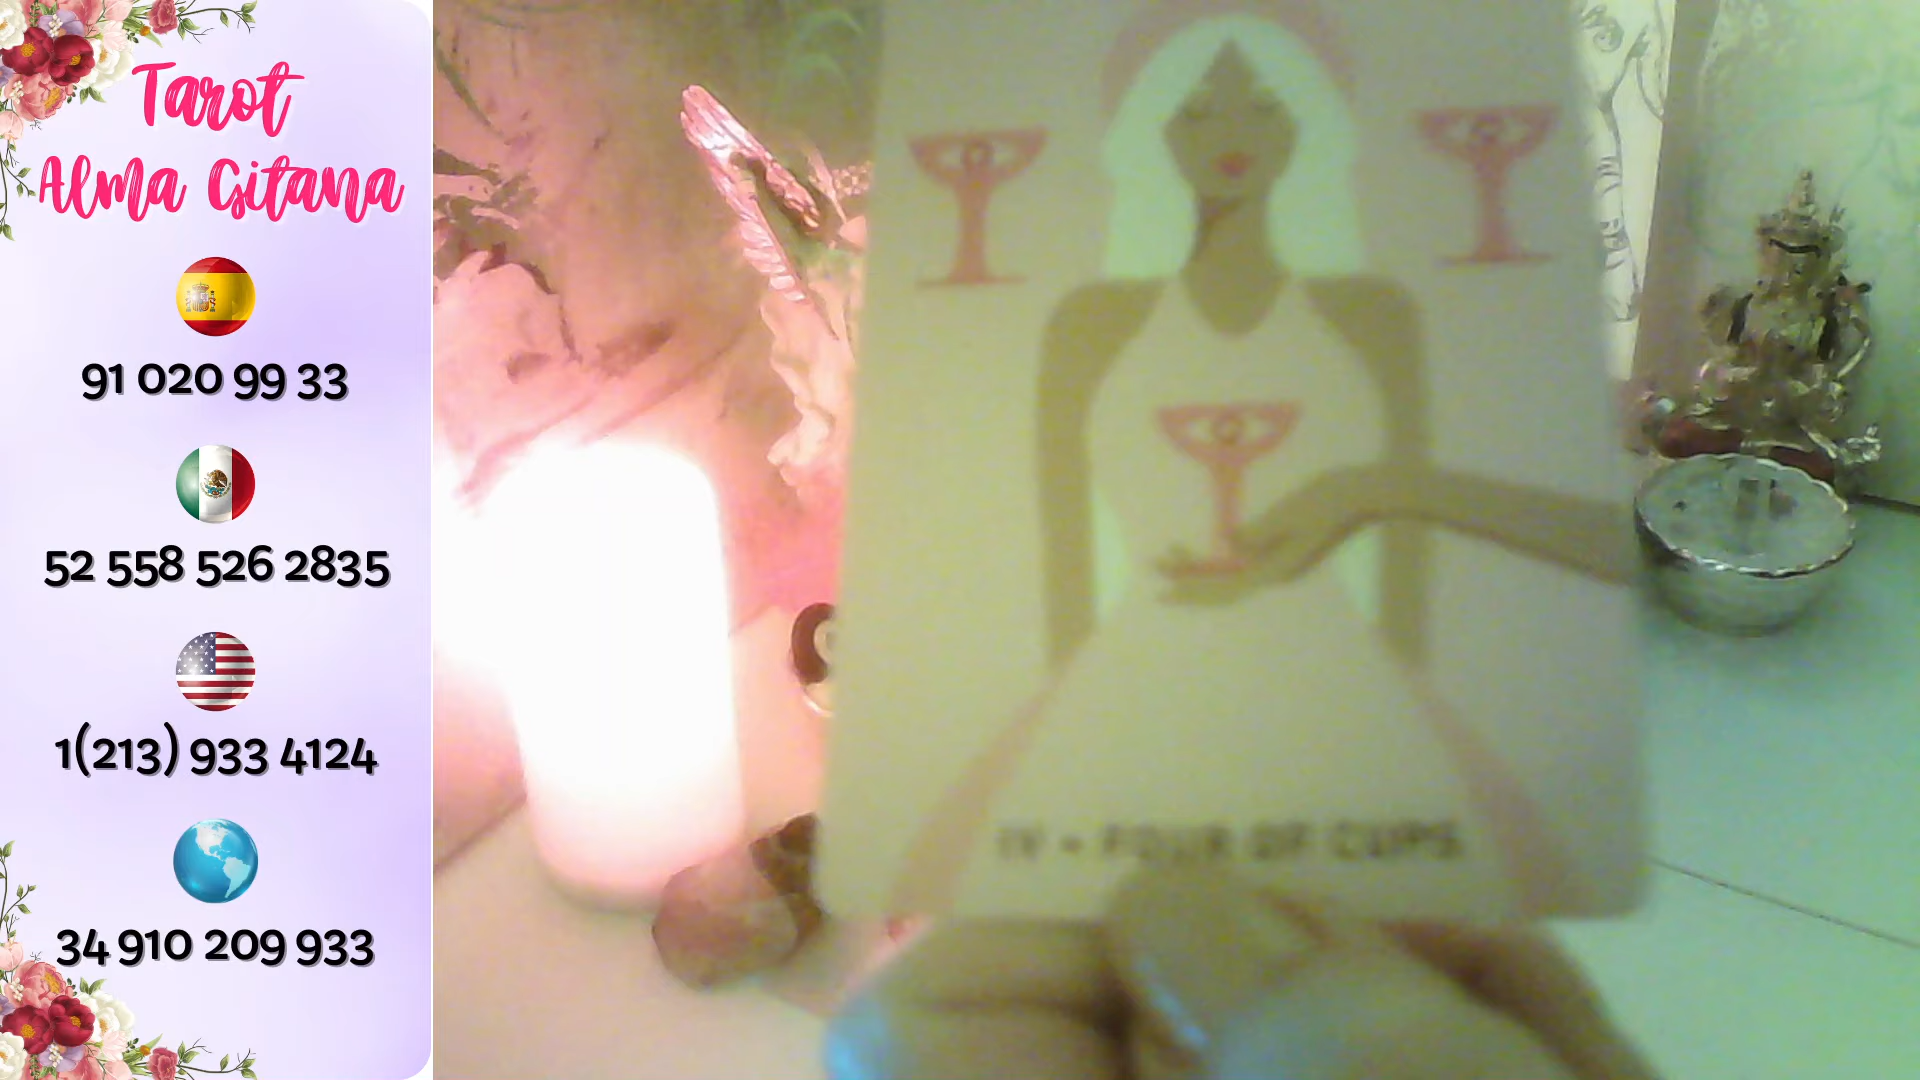 Tarot
Alma Gitana
91 020 99 33
52 558 526 2835
1(213) 933 4124
34 910 209 933
IV • FOUR OF CUPS